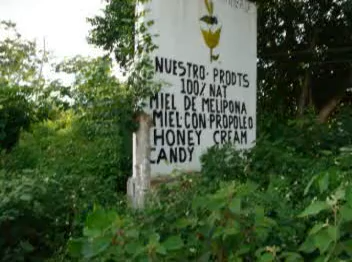 NUESTRO· PRODTS
100% NAT
MIEL DE MELIPONA
MIEL CON PROPOLEO
HONEY CREAM
CANDY